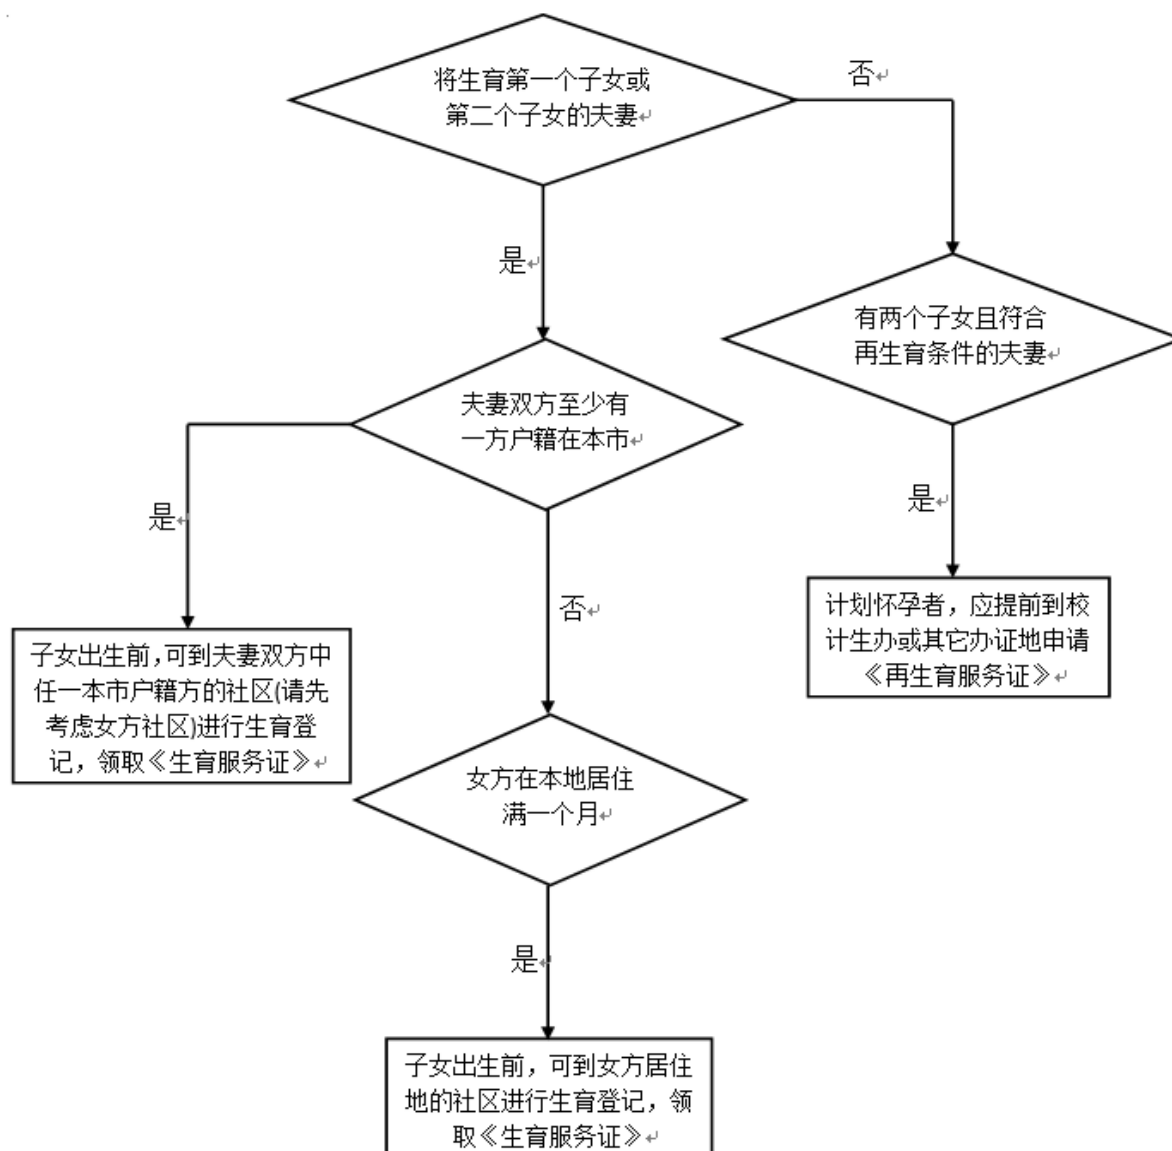 将生育第一个子女或
第二个子女的夫妻
否
是
有两个子女且符合
再生育条件的夫妻
夫妻双方至少有
一方户籍在本市
是
是
否
计划怀孕者，应提前到校
计生办或其它办证地申请
《再生育服务证》
子女出生前，可到夫妻双方中
任一本市户籍方的社区(请先
考虑女方社区)进行生育登
记，领取《生育服务证》
女方在本地居住
满一个月
是
子女出生前，可到女方居住
地的社区进行生育登记，领
取《生育服务证》